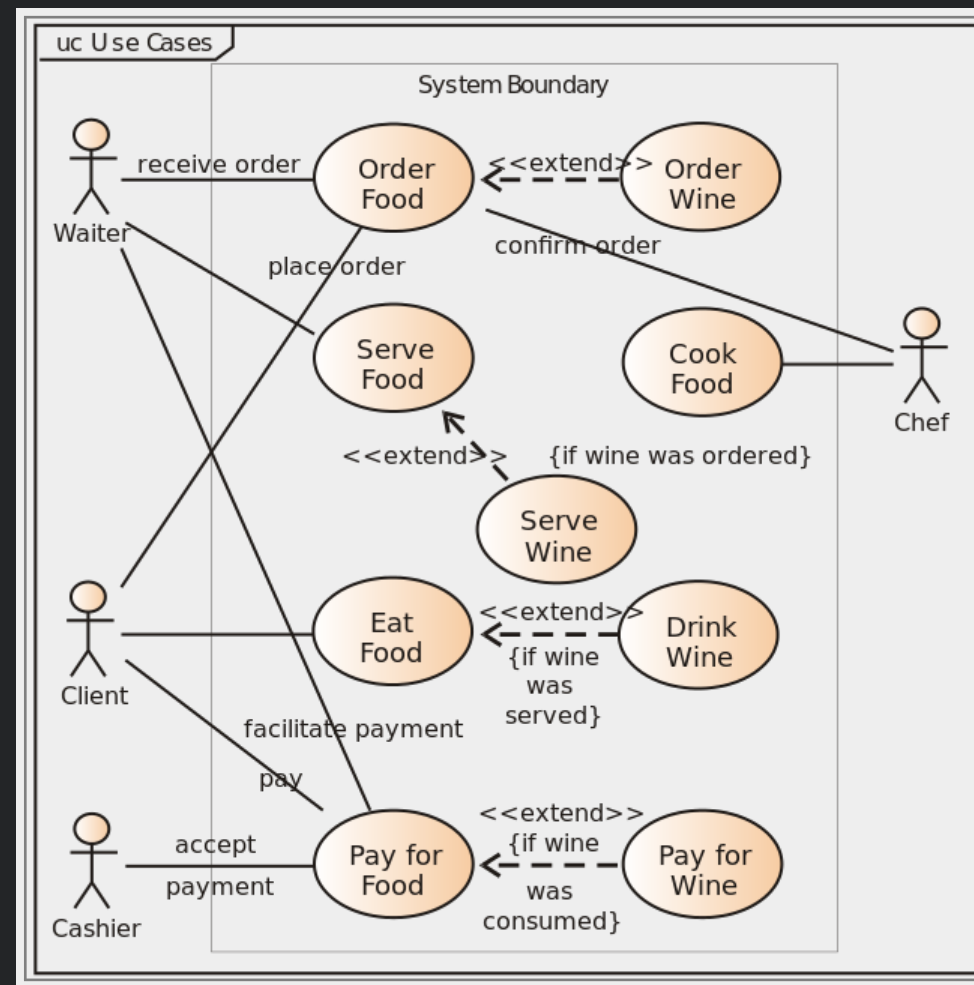 uc Use Cases
System Boundary
receive order
Order
Food
<<extend>>
Order
Wine
Waiter
confirm order
place order
Serve
Food
Cook
Food
Chef
<<extend>>
{if wine was ordered}
Serve
Wine
Client
Eat
Food
<<extend>>
{if wine
was
served}
Drink
Wine
facilitate payment
pay
accept
payment
Cashier
Pay for
Food
<<extend>>
{if wine
was
consumed}
Pay for
Wine